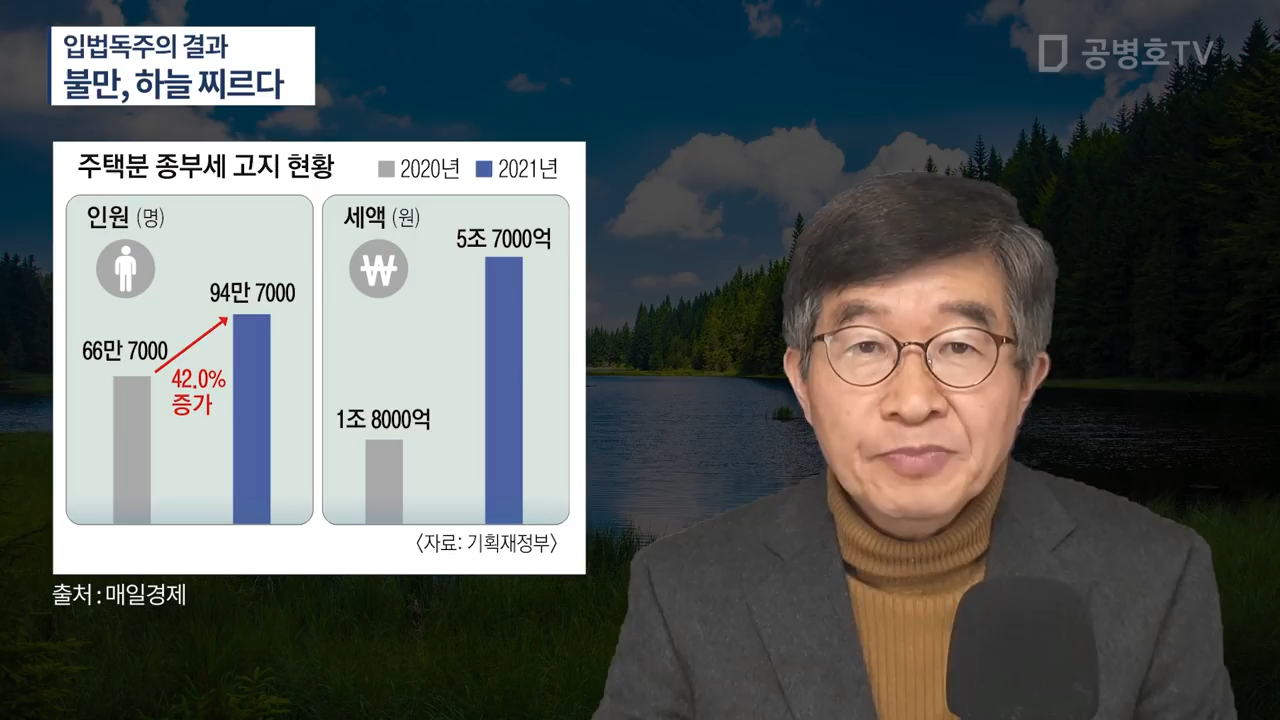 입법독주의 결과
불만, 하늘 찌르다
공병호TV
주택분 종부세 고지 현황
2020년 2021년
인원 (명)
66만 7000
94만 7000
42.0%
증가
세액 (원)
₩
1조 8000억
5조 7000억
〈자료: 기획재정부〉
출처 : 매일경제